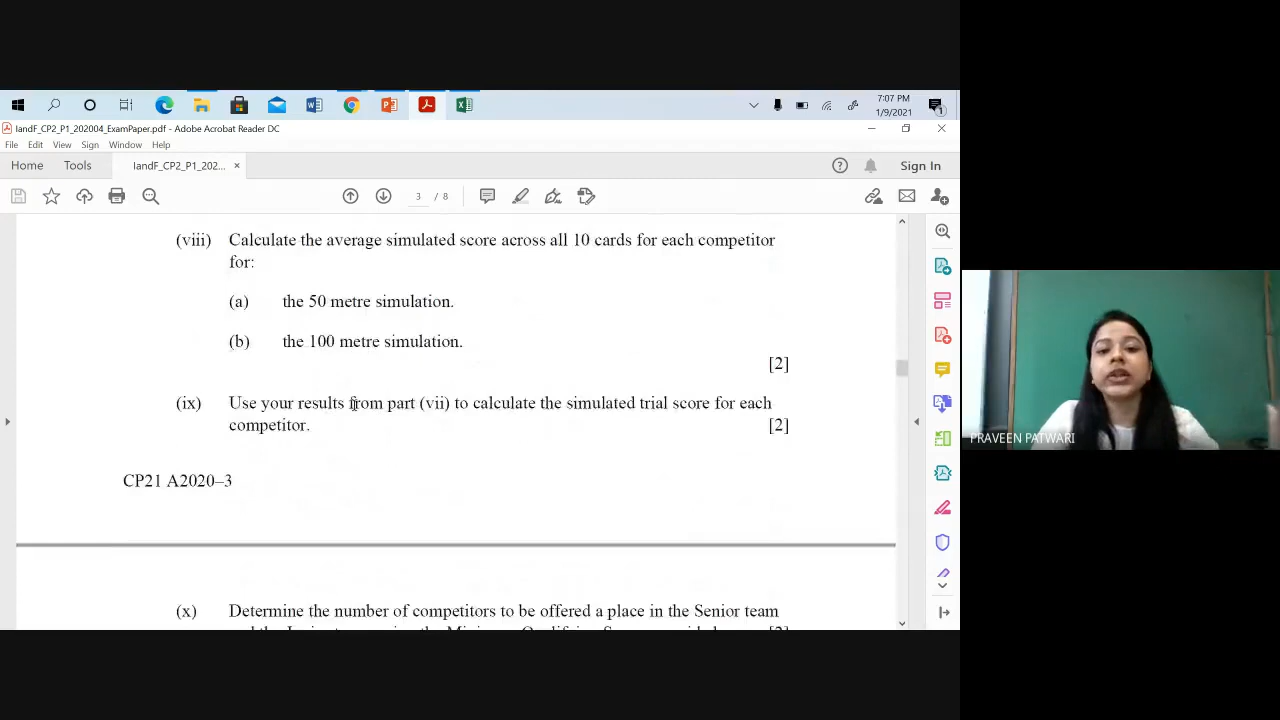 7:07 PM
1/9/2021
IandF_CP2_P1_202004_ExamPaper.pdf - Adobe Acrobat Reader DC
File Edit View Sign Window Help
Home Tools IandF_CP2_P1_202... × Sign In
3 / 8
(viii) Calculate the average simulated score across all 10 cards for each competitor
for:
(a) the 50 metre simulation.
(b) the 100 metre simulation.
[2]
(ix) Use your results from part (vii) to calculate the simulated trial score for each
competitor. [2]
CP21 A2020–3
(x) Determine the number of competitors to be offered a place in the Senior team
PRAVEEN PATWARI